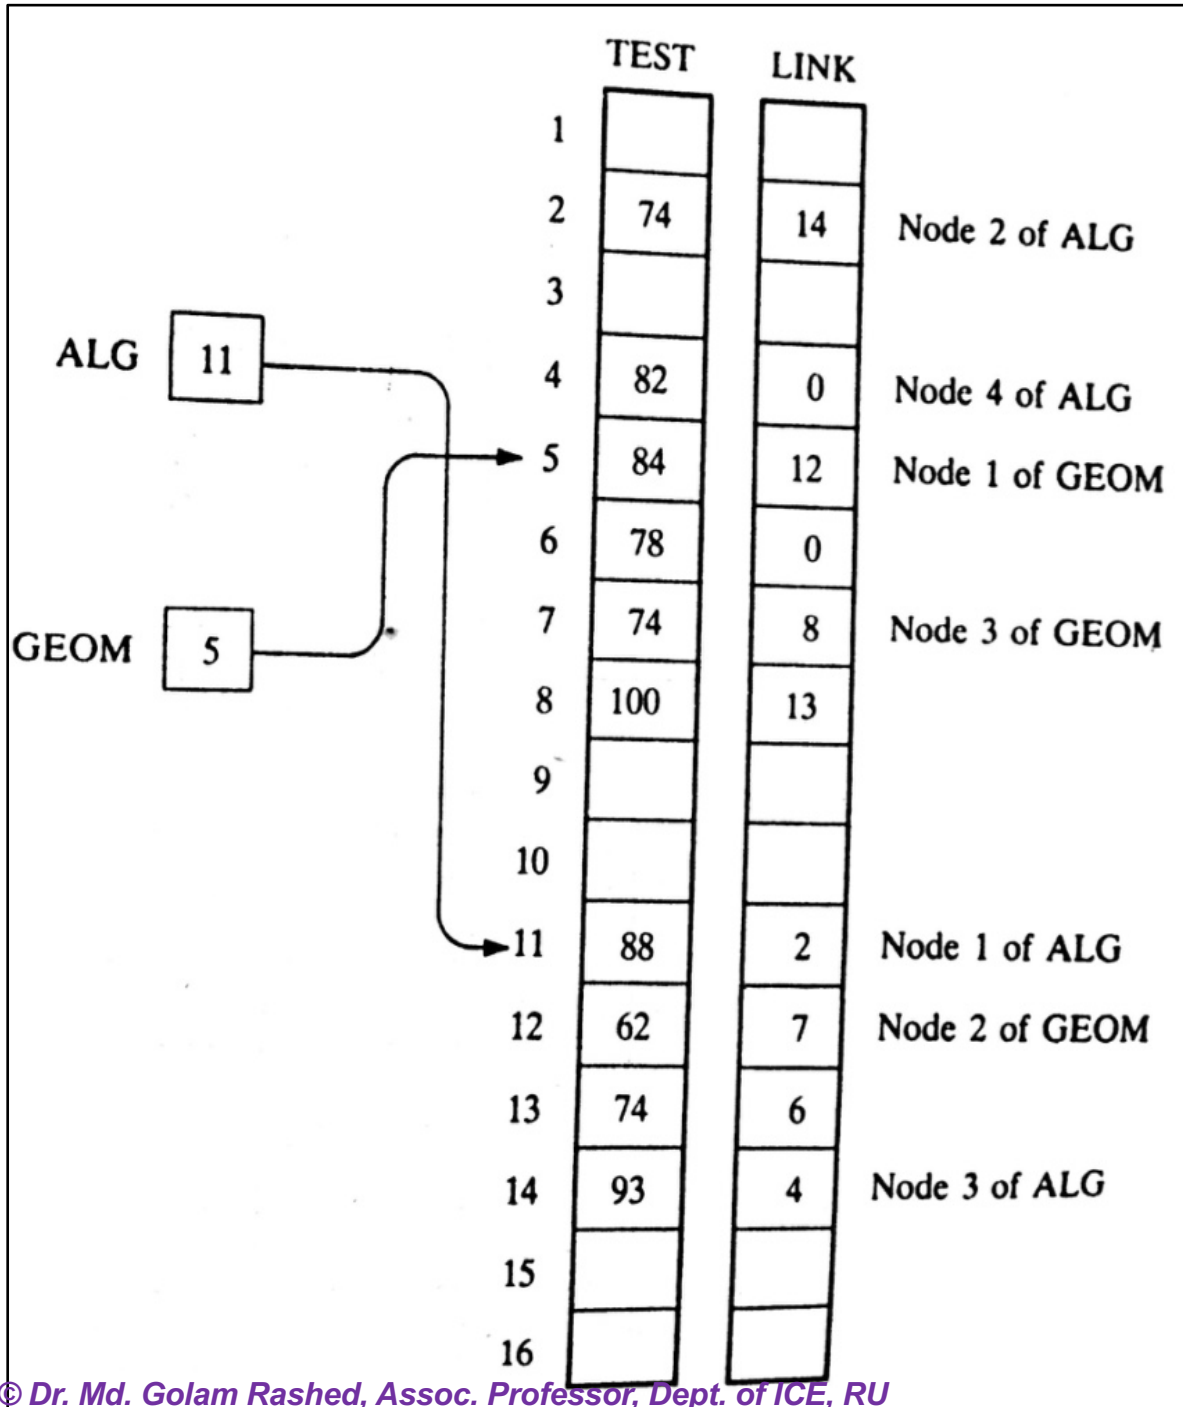 TEST LINK
1
2 74 14 Node 2 of ALG
3
ALG 11
4 82 0 Node 4 of ALG
5 84 12 Node 1 of GEOM
6 78 0
7 74 8 Node 3 of GEOM
GEOM 5
8 100 13
9
10
11 88 2 Node 1 of ALG
12 62 7 Node 2 of GEOM
13 74 6
14 93 4 Node 3 of ALG
15
16
© Dr. Md. Golam Rashed, Assoc. Professor, Dept. of ICE, RU